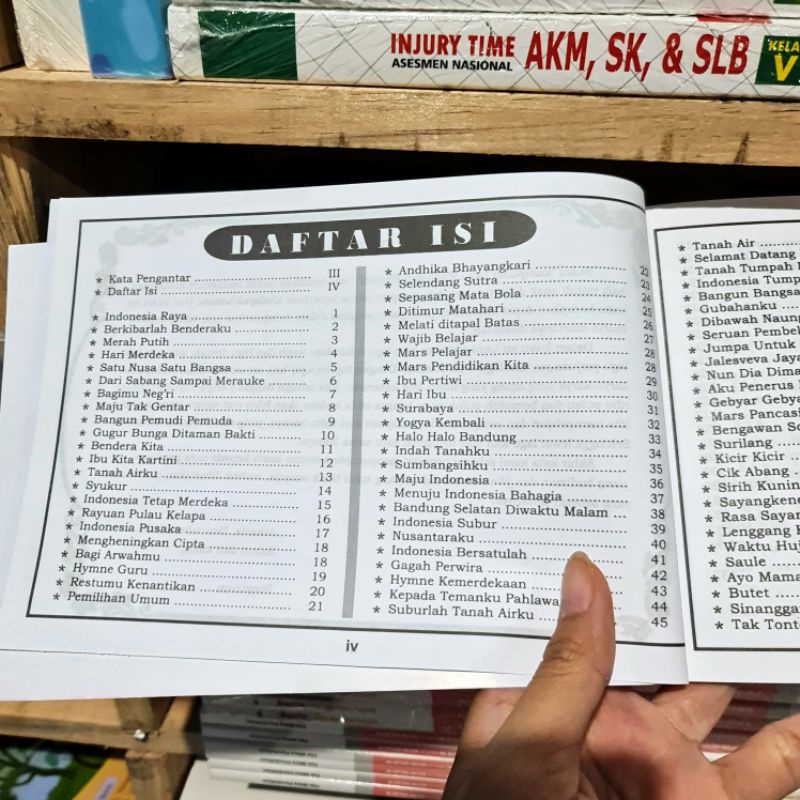 INJURY TIME
ASESMEN NASIONAL
AKM, SK, & SLB
V
DAFTAR ISI
* Kata Pengantar ... III
* Daftar Isi ... IV
* Indonesia Raya ... 1
* Berkibarlah Benderaku ... 2
* Merah Putih ... 3
* Hari Merdeka ... 4
* Satu Nusa Satu Bangsa ... 5
* Dari Sabang Sampai Merauke ... 6
* Bagimu Neg'ri ... 7
* Maju Tak Gentar ... 8
* Bangun Pemudi Pemuda ... 9
* Gugur Bunga Ditaman Bakti ... 10
* Bendera Kita ... 11
* Ibu Kita Kartini ... 12
* Tanah Airku ... 13
* Syukur ... 14
* Indonesia Tetap Merdeka ... 15
* Rayuan Pulau Kelapa ... 16
* Indonesia Pusaka ... 17
* Mengheningkan Cipta ... 18
* Bagi Arwahmu ... 18
* Hymne Guru ... 19
* Restumu Kenantikan ... 20
* Pemilihan Umum ... 21
* Andhika Bhayangkari ... 22
* Selendang Sutra ... 23
* Sepasang Mata Bola ... 24
* Ditimur Matahari ... 25
* Melati ditapal Batas ... 26
* Wajib Belajar ... 27
* Mars Pelajar ... 28
* Mars Pendidikan Kita ... 28
* Ibu Pertiwi ... 29
* Hari Ibu ... 30
* Surabaya ... 31
* Yogya Kembali ... 32
* Halo Halo Bandung ... 33
* Indah Tanahku ... 34
* Sumbangsihku ... 35
* Maju Indonesia ... 36
* Menuju Indonesia Bahagia ... 37
* Bandung Selatan Diwaktu Malam ... 38
* Indonesia Subur ... 39
* Nusantaraku ... 40
* Indonesia Bersatulah ... 41
* Gagah Perwira ... 42
* Hymne Kemerdekaan ... 43
* Kepada Temanku Pahlawa ... 44
* Suburlah Tanah Airku ... 45
iv
* Tanah Air ...
* Selamat Datang
* Tanah Tumpah
* Indonesia Tump
* Bangun Bangsa
* Gubahanku ...
* Dibawah Naung
* Seruan Pembel
* Jumpa Untuk
* Jalesveva Jaya
* Nun Dia Dima
* Aku Penerus
* Gebyar Geby
* Mars Pancasi
* Bengawan So
* Surilang ...
* Kicir Kicir ...
* Cik Abang ...
* Sirih Kunin
* Sayangkene
* Rasa Sayan
* Lenggang
* Waktu Huj
* Saule ...
* Ayo Mama
* Butet ...
* Sinangga
* Tak Tont